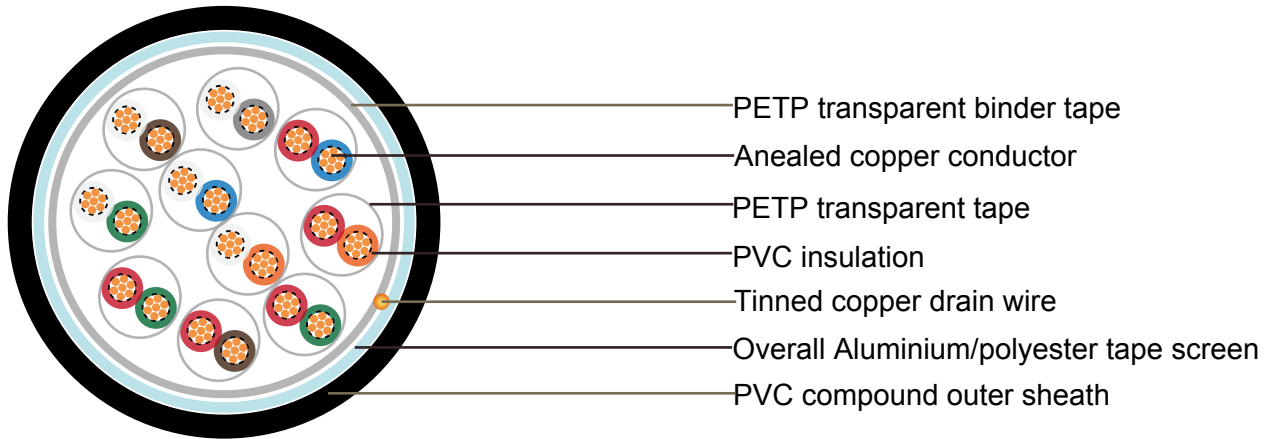 PETP transparent binder tape
Anealed copper conductor
PETP transparent tape
PVC insulation
Tinned copper drain wire
Overall Aluminium/polyester tape screen
PVC compound outer sheath